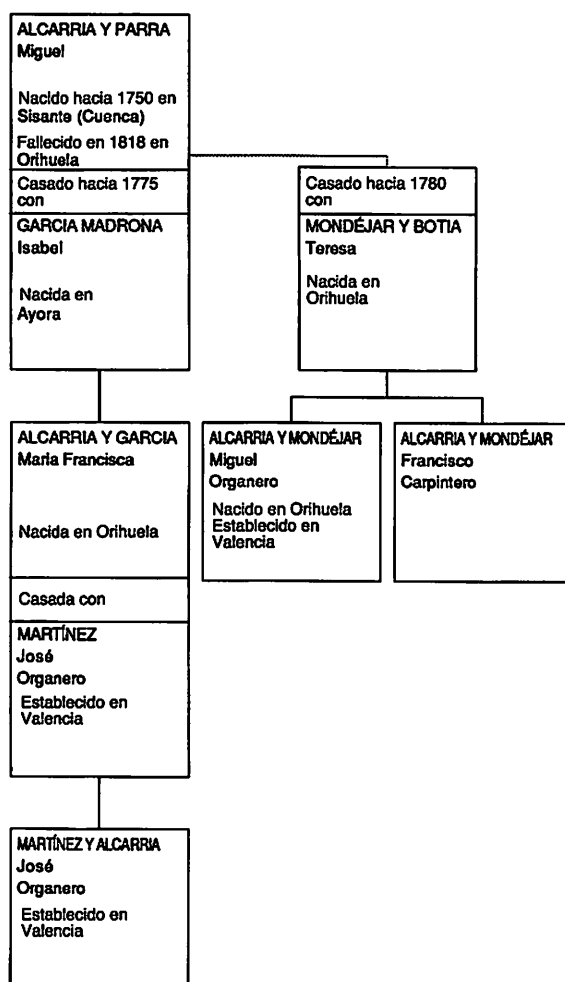 ALCARRIA Y PARRA
Miguel
Nacido hacia 1750 en
Sisante (Cuenca)
Fallecido en 1818 en
Orihuela
Casado hacia 1775
con
GARCIA MADRONA
Isabel
Nacida en
Ayora
Casado hacia 1780
con
MONDÉJAR Y BOTIA
Teresa
Nacida en
Orihuela
ALCARRIA Y GARCIA
María Francisca
Nacida en Orihuela
Casada con
MARTÍNEZ
José
Organero
Establecido en
Valencia
ALCARRIA Y MONDÉJAR
Miguel
Organero
Nacido en Orihuela
Establecido en
Valencia
ALCARRIA Y MONDÉJAR
Francisco
Carpintero
MARTÍNEZ Y ALCARRIA
José
Organero
Establecido en
Valencia